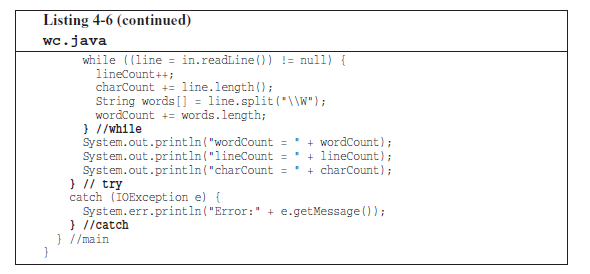 Listing 4-6 (continued)
wc.java
while ((line = in.readLine()) != null) {
lineCount++;
charCount += line.length();
String words[] = line.split("\\W");
wordCount += words.length;
} //while
System.out.println("wordCount = " + wordCount);
System.out.println("lineCount = " + lineCount);
System.out.println("charCount = " + charCount);
} // try
catch (IOException e) {
System.err.println("Error:" + e.getMessage());
} //catch
} //main
}